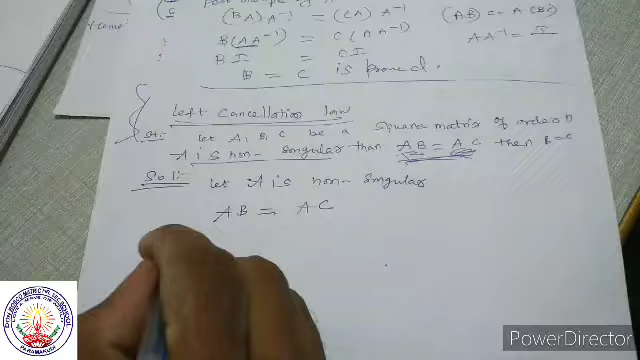 (BA) A⁻¹ = (CA) A⁻¹
(AB)C = A(BC)
B(AA⁻¹) = C(AA⁻¹)
AA⁻¹ = I
BI = CI
B = C is proved.
Left Cancellation law
St:- let A, B, C be a square matrix of order n
A is non-singular than AB = AC then B=C
Sol:-
let A is non-singular
AB = AC
PARAMAKUDI
PowerDirector